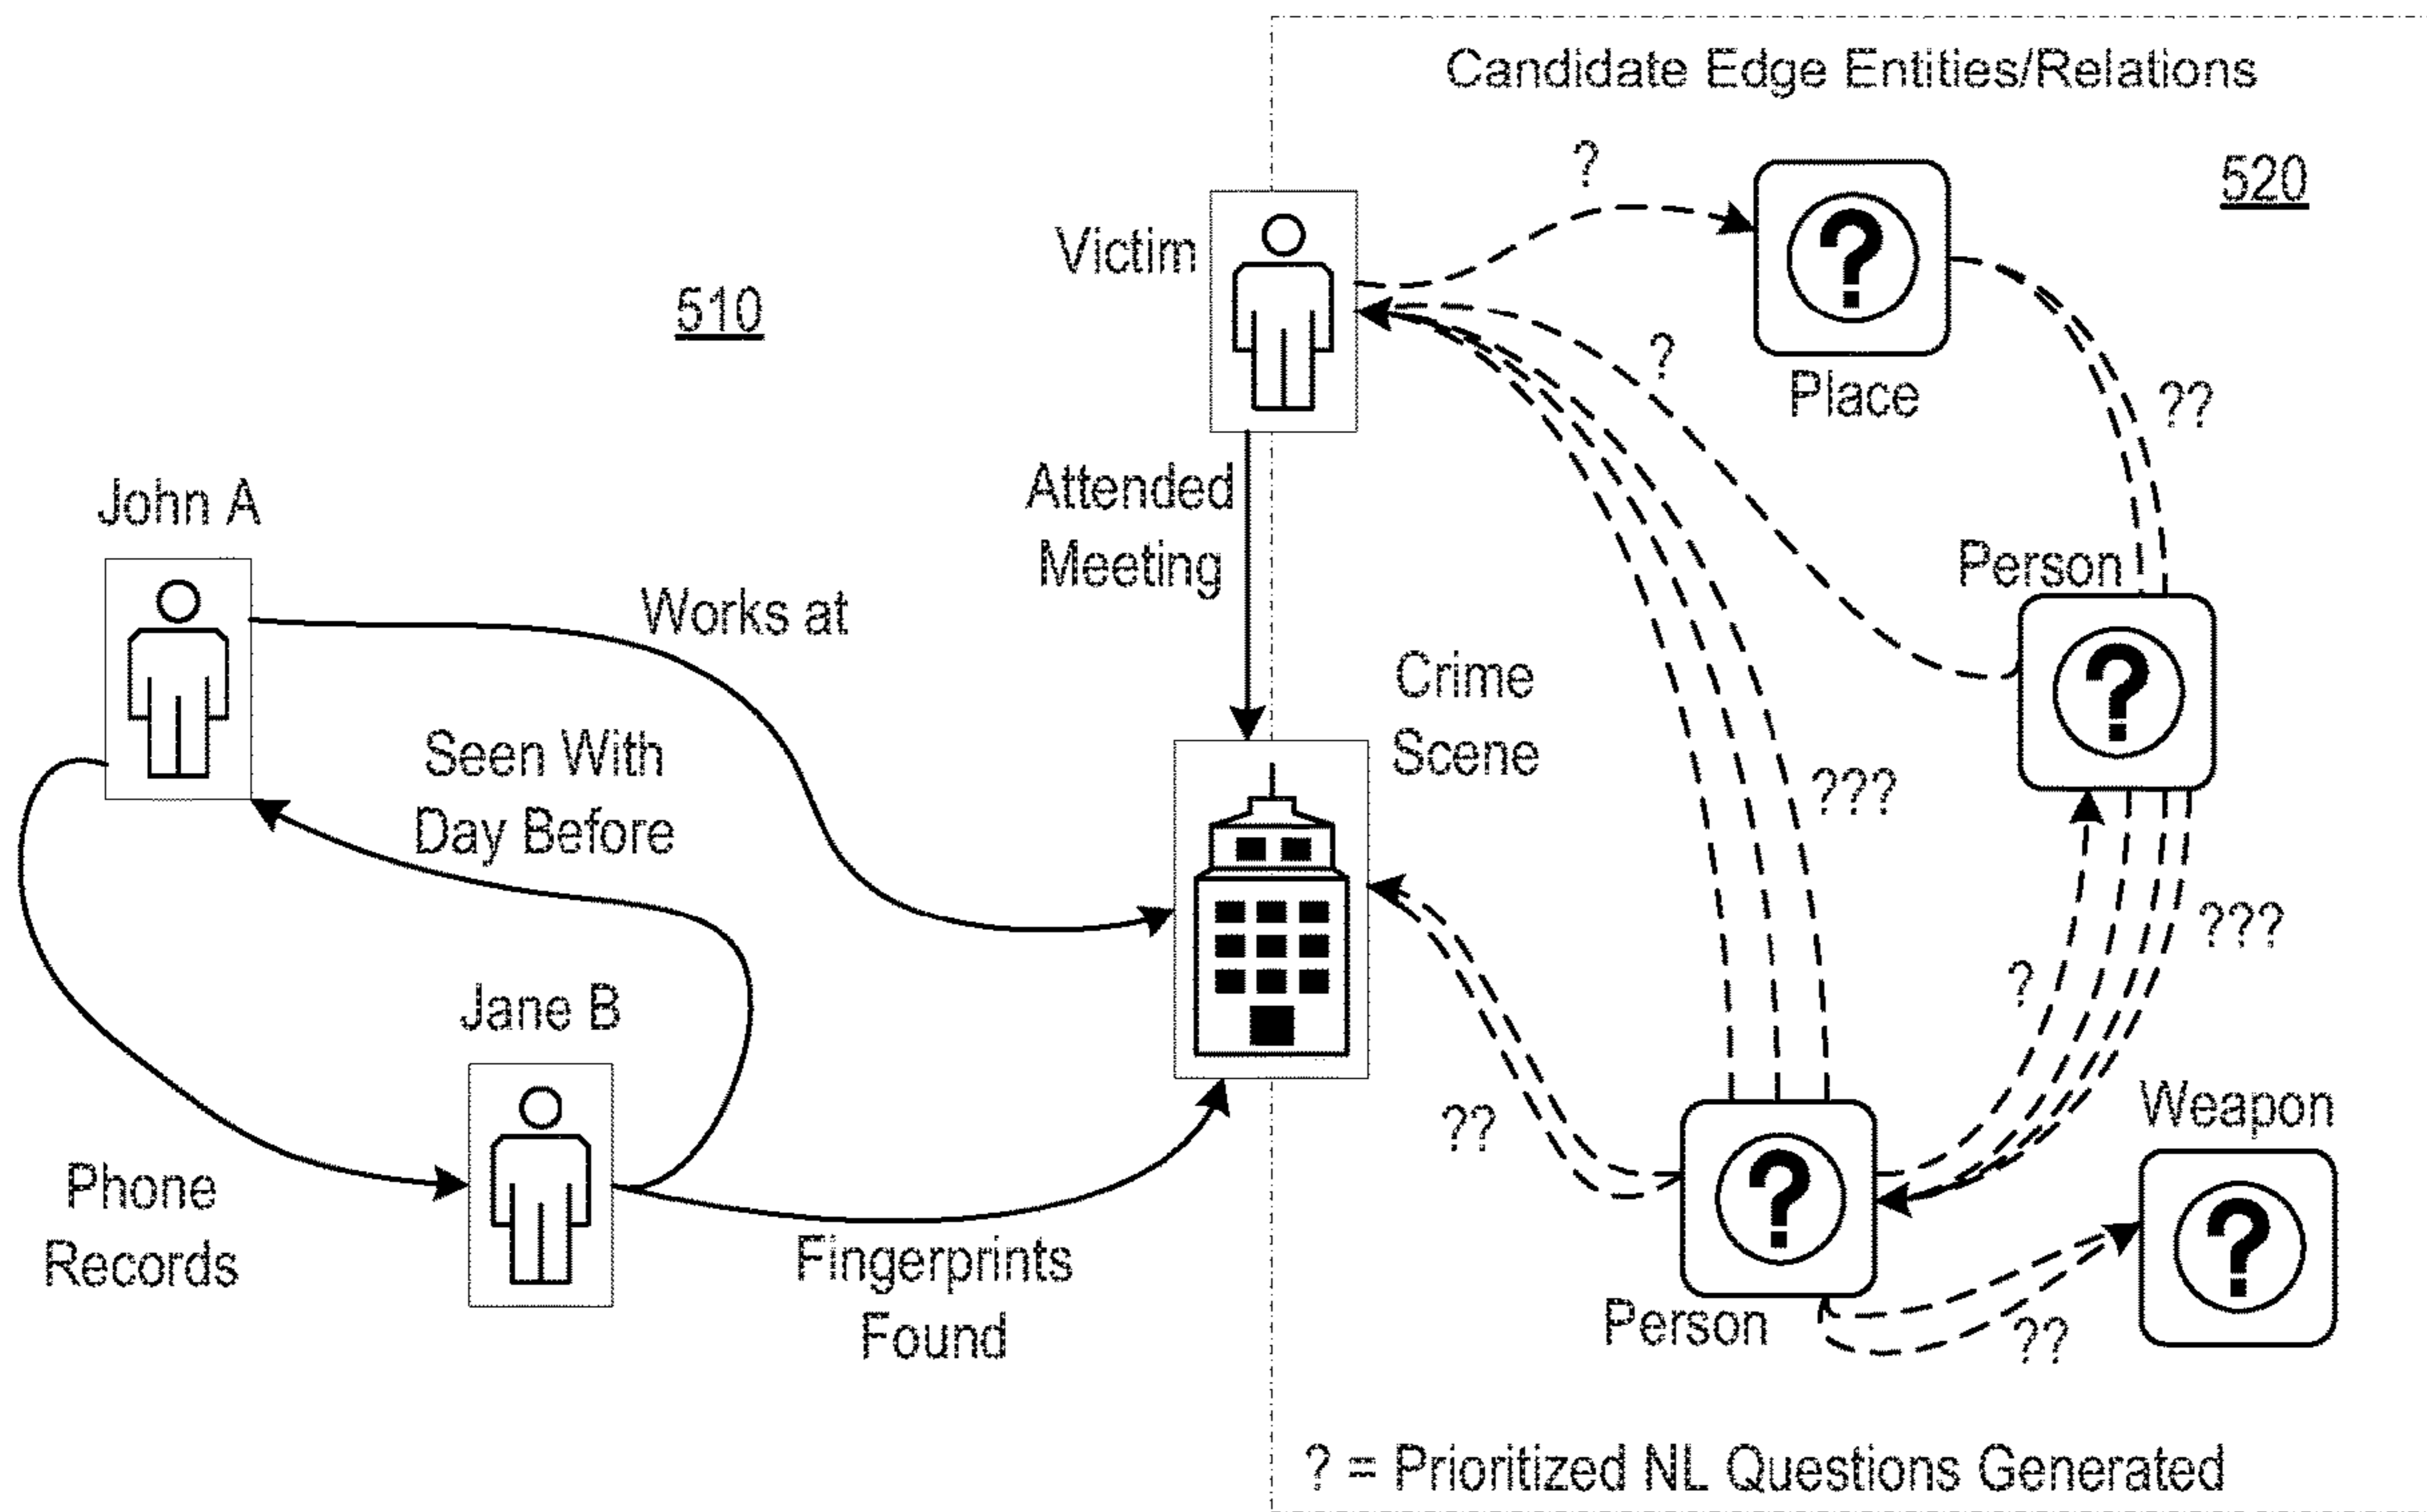 Candidate Edge Entities/Relations
?
520
?
Victim
510
?
Place
??
Attended
Meeting
John A
Person
Works at
?
Crime
Scene
Seen With
Day Before
???
???
?
Jane B
??
Weapon
?
?
Phone
Records
Fingerprints
Found
Person
??
? = Prioritized NL Questions Generated